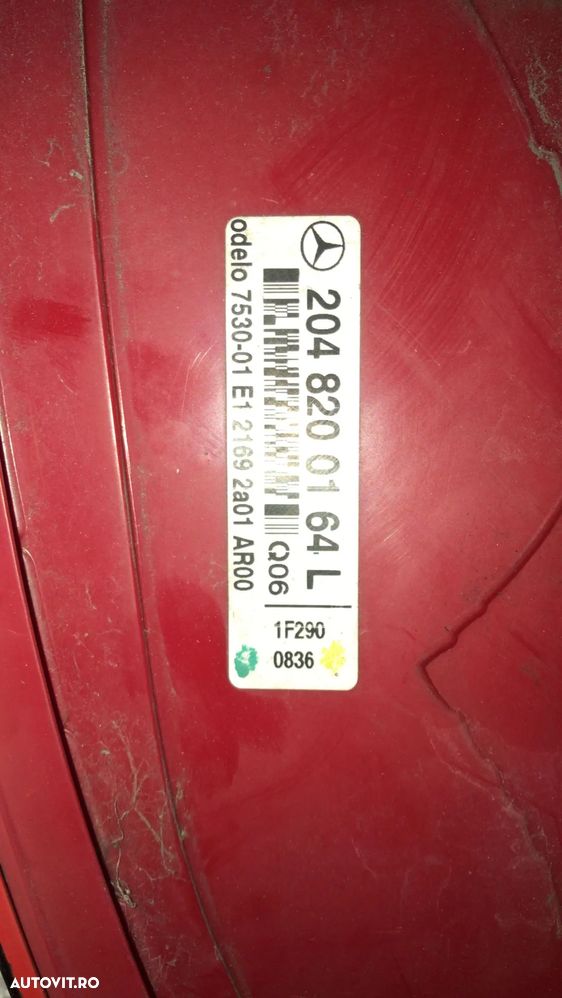 204 820 01 64 L
Q06
odelo 7530-01 E1 2169 2a01 AR00
1F290
0836
AUTOVIT.RO